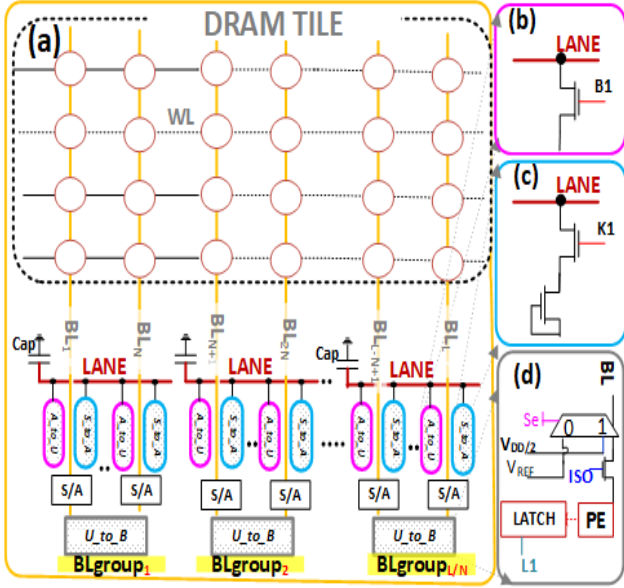 (a)
DRAM TILE
WL
BL1
BLN
BLN+1
BL2N
BLL-N+1
BLL
Cap
Cap
LANE
LANE
LANE
A_to_U
S_to_A
A_to_U
S_to_A
A_to_U
S_to_A
A_to_U
S_to_A
A_to_U
S_to_A
A_to_U
S_to_A
S/A
S/A
S/A
S/A
S/A
S/A
U_to_B
U_to_B
U_to_B
BLgroup1
BLgroup2
BLgroupL/N
(b)
LANE
B1
(c)
LANE
K1
(d)
BL
Se
0 1
VDD/2
VREF
ISO
LATCH
PE
L1